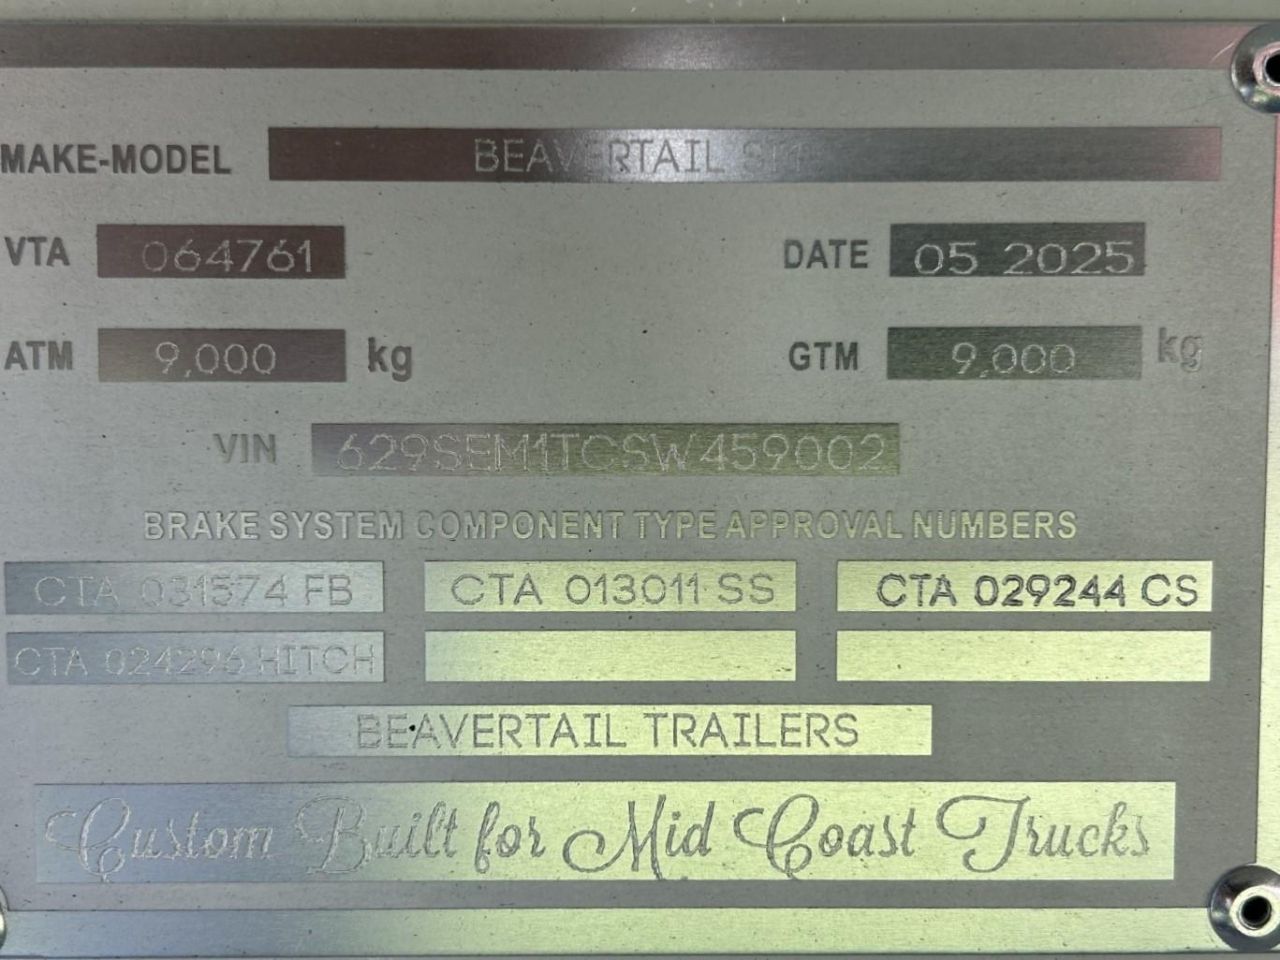 MAKE-MODEL BEAVERTAIL
VTA 064761 DATE 05 2025
ATM 9,000 kg GTM 9,000 kg
VIN 629SEM1TCSW459002
BRAKE SYSTEM COMPONENT TYPE APPROVAL NUMBERS
CTA 031574 FB CTA 013011 SS CTA 029244 CS
CTA 024296 HITCH
BEAVERTAIL TRAILERS
Custom Built for Mid Coast Trucks